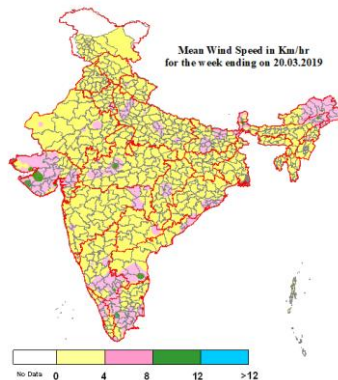 Mean Wind Speed in Km/hr
for the week ending on 20.03.2019
No Data 0 4 8 12 >12